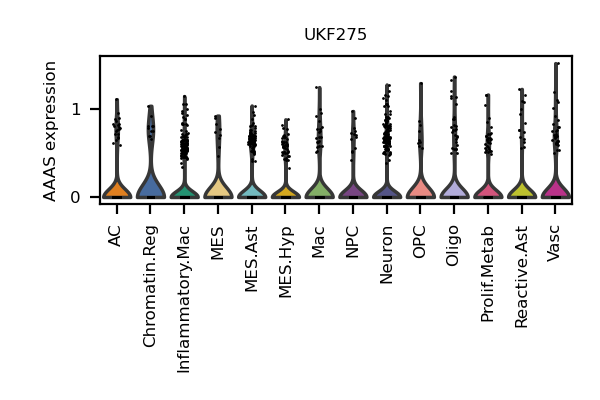 UKF275
AAAS expression
1
0
AC
Chromatin.Reg
Inflammatory.Mac
MES
MES.Ast
MES.Hyp
Mac
NPC
Neuron
OPC
Oligo
Prolif.Metab
Reactive.Ast
Vasc